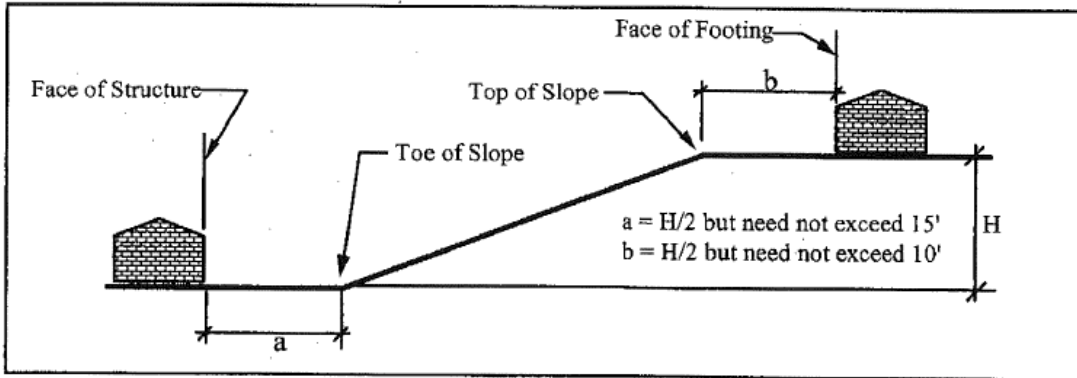 Face of Footing
b
Face of Structure
Top of Slope
Toe of Slope
a = H/2 but need not exceed 15'
H
b = H/2 but need not exceed 10'
a